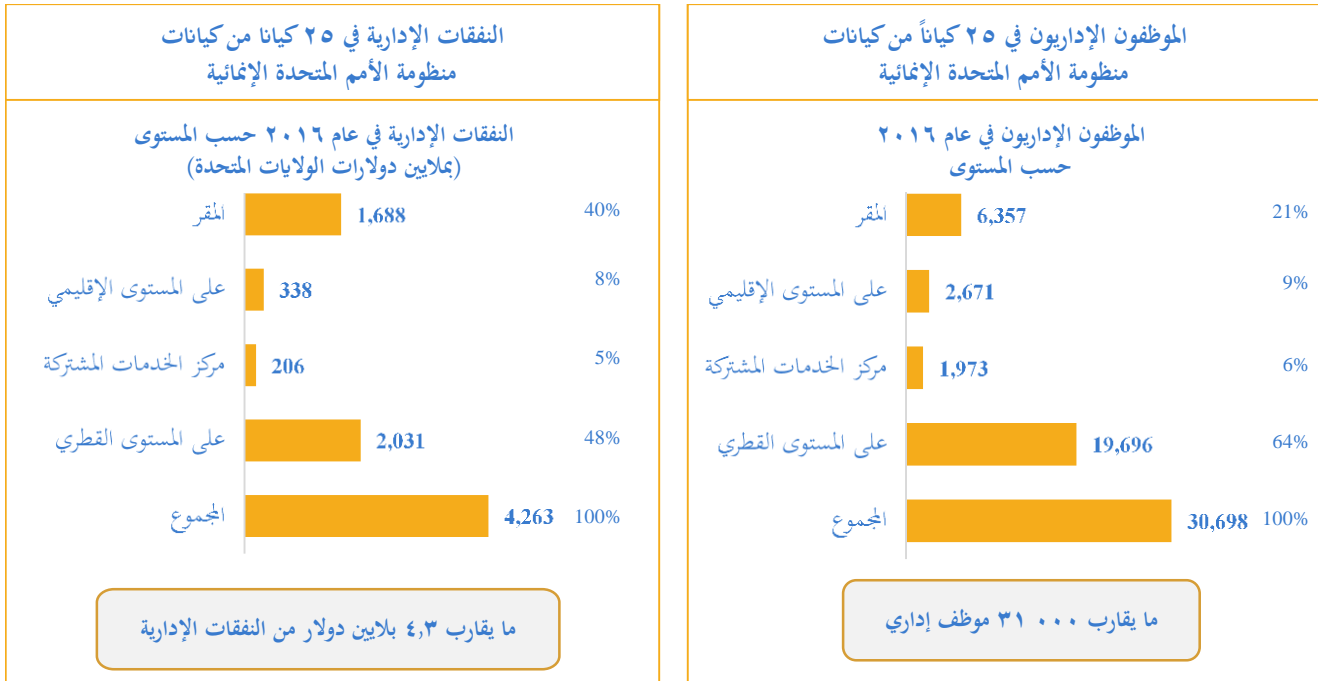 الموظفون الإداريون في ٢٥ كياناً من كيانات
منظومة الأمم المتحدة الإنمائية
الموظفون الإداريون في عام ٢٠١٦
حسب المستوى
المقر 6,357 21%
على المستوى الإقليمي 2,671 9%
مركز الخدمات المشتركة 1,973 6%
على المستوى القطري 19,696 64%
المجموع 30,698 100%
ما يقارب ٣١ ٠٠٠ موظف إداري
النفقات الإدارية في ٢٥ كيانا من كيانات
منظومة الأمم المتحدة الإنمائية
النفقات الإدارية في عام ٢٠١٦ حسب المستوى
(بملايين دولارات الولايات المتحدة)
المقر 1,688 40%
على المستوى الإقليمي 338 8%
مركز الخدمات المشتركة 206 5%
على المستوى القطري 2,031 48%
المجموع 4,263 100%
ما يقارب ٤,٣ بلايين دولار من النفقات الإدارية